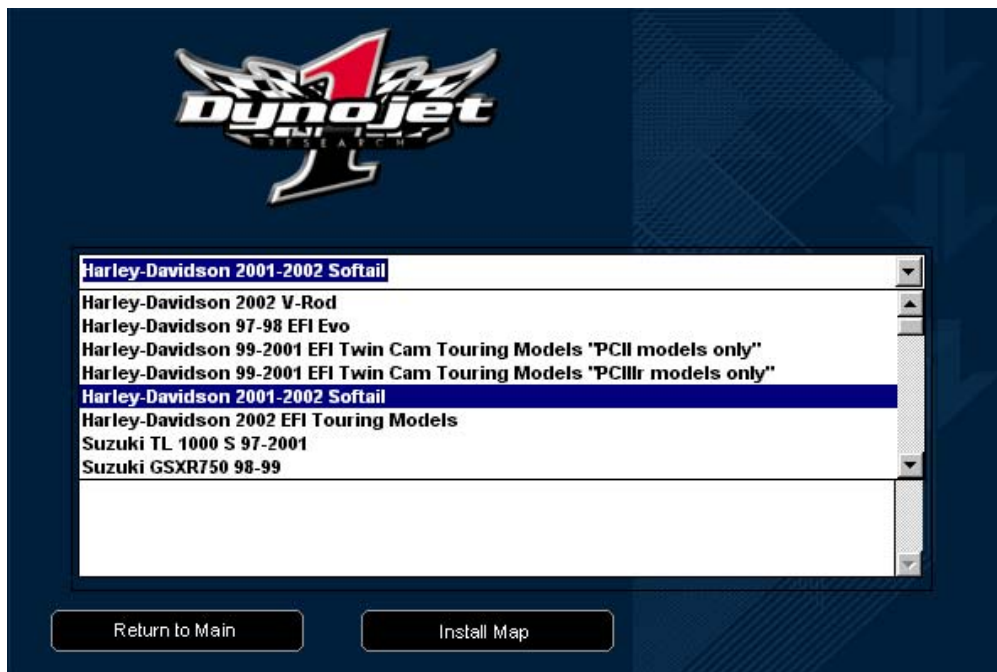 1
Dynojet
RESEARCH
Harley-Davidson 2001-2002 Softail
Harley-Davidson 2002 V-Rod
Harley-Davidson 97-98 EFI Evo
Harley-Davidson 99-2001 EFI Twin Cam Touring Models "PCII models only"
Harley-Davidson 99-2001 EFI Twin Cam Touring Models "PCIIIr models only"
Harley-Davidson 2001-2002 Softail
Harley-Davidson 2002 EFI Touring Models
Suzuki TL 1000 S 97-2001
Suzuki GSXR750 98-99
Return to Main
Install Map